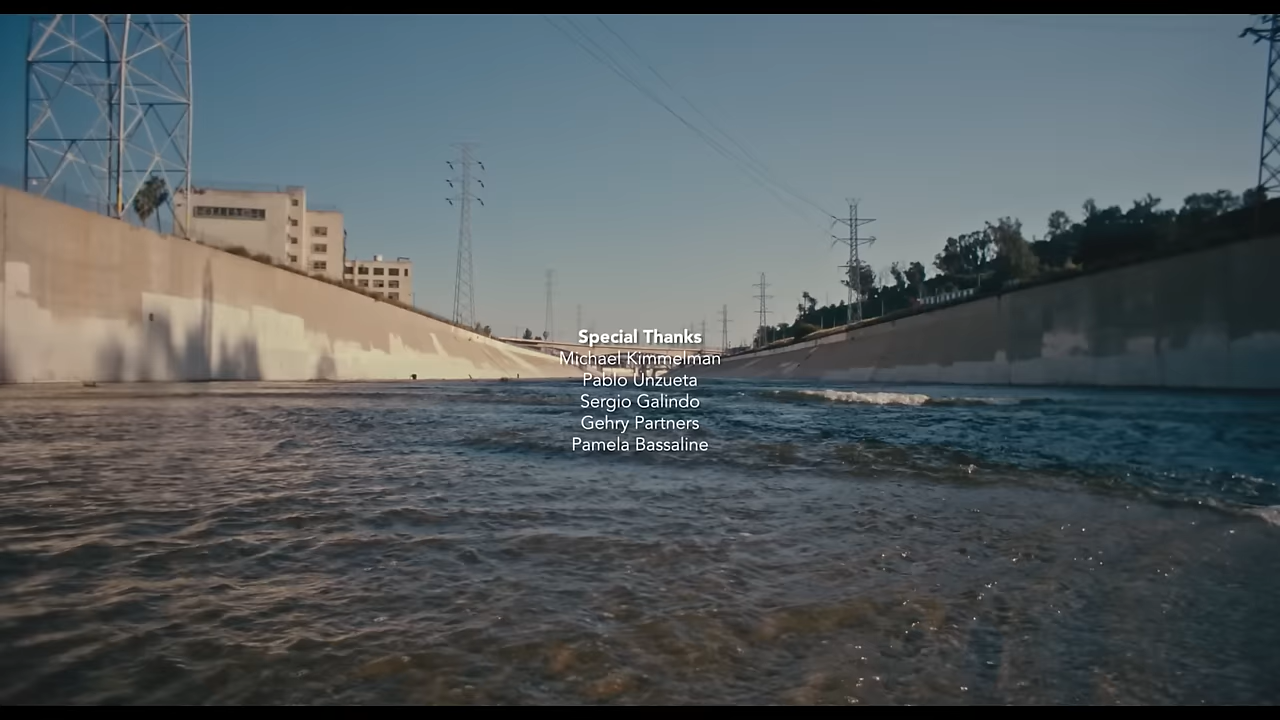 Special Thanks
Michael Kimmelman
Pablo Unzueta
Sergio Galindo
Gehry Partners
Pamela Bassaline